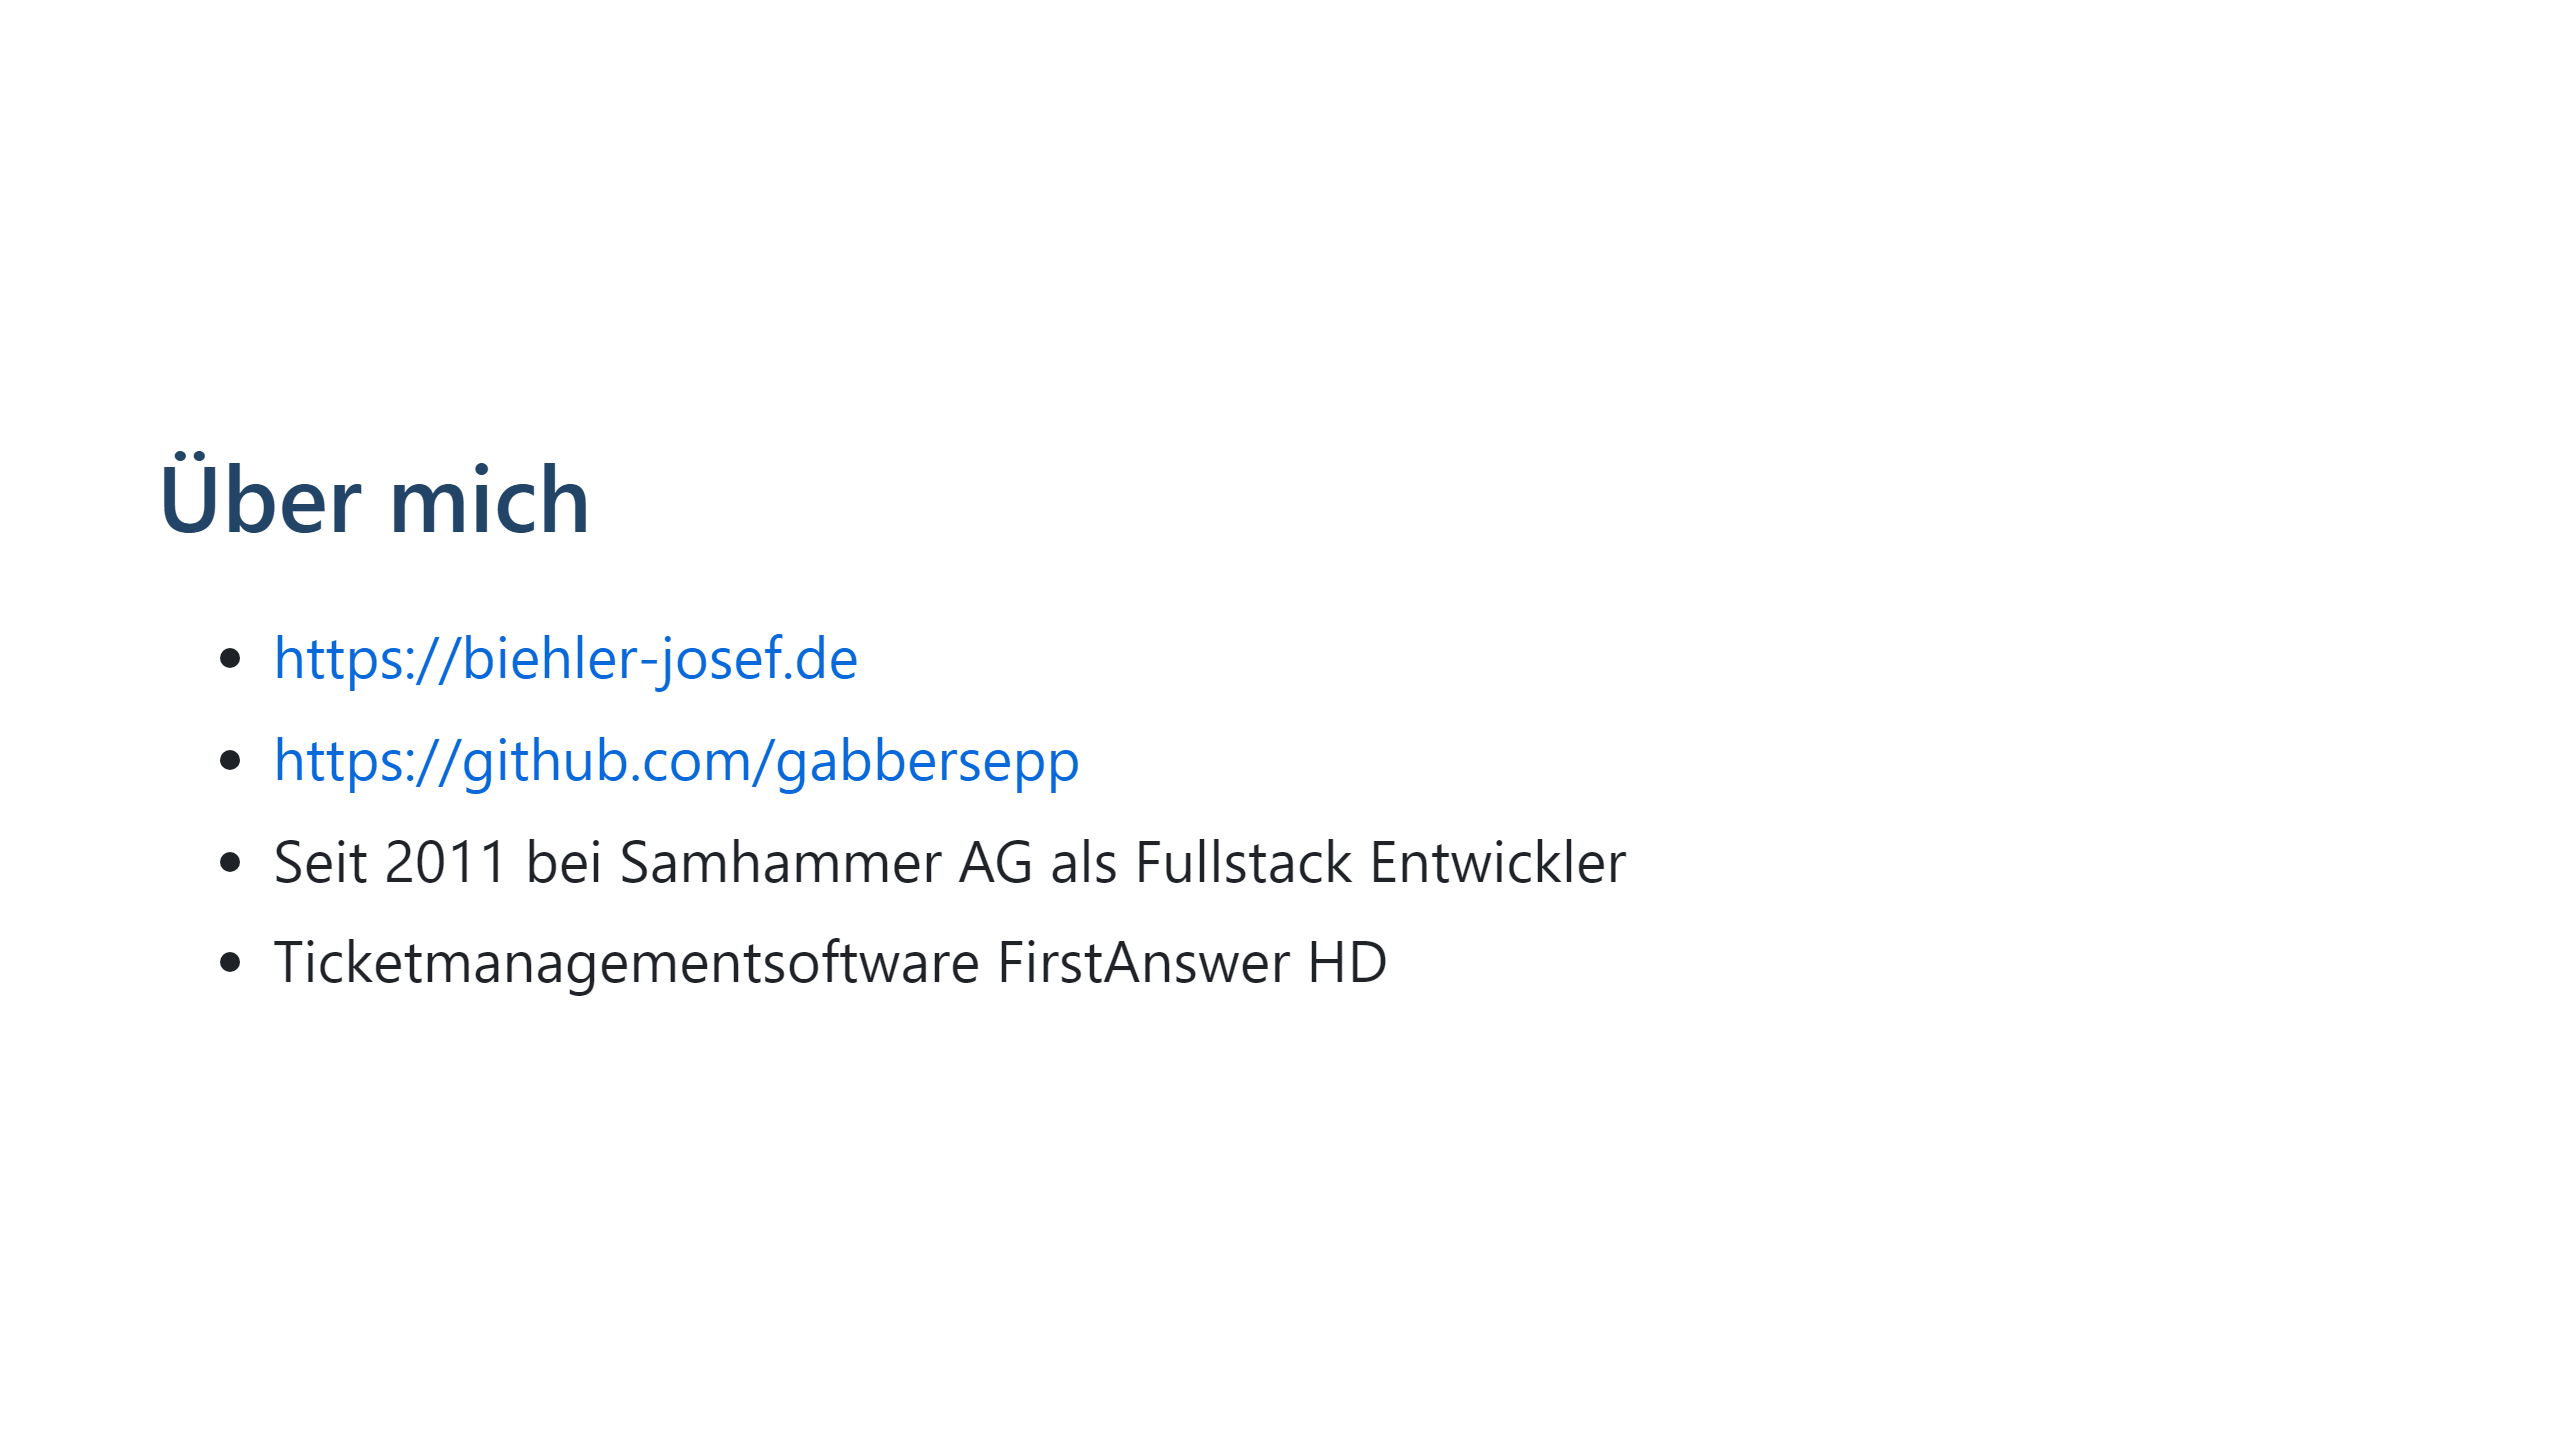 Über mich
https://biehler-josef.de
https://github.com/gabbersepp
Seit 2011 bei Samhammer AG als Fullstack Entwickler
Ticketmanagementsoftware FirstAnswer HD